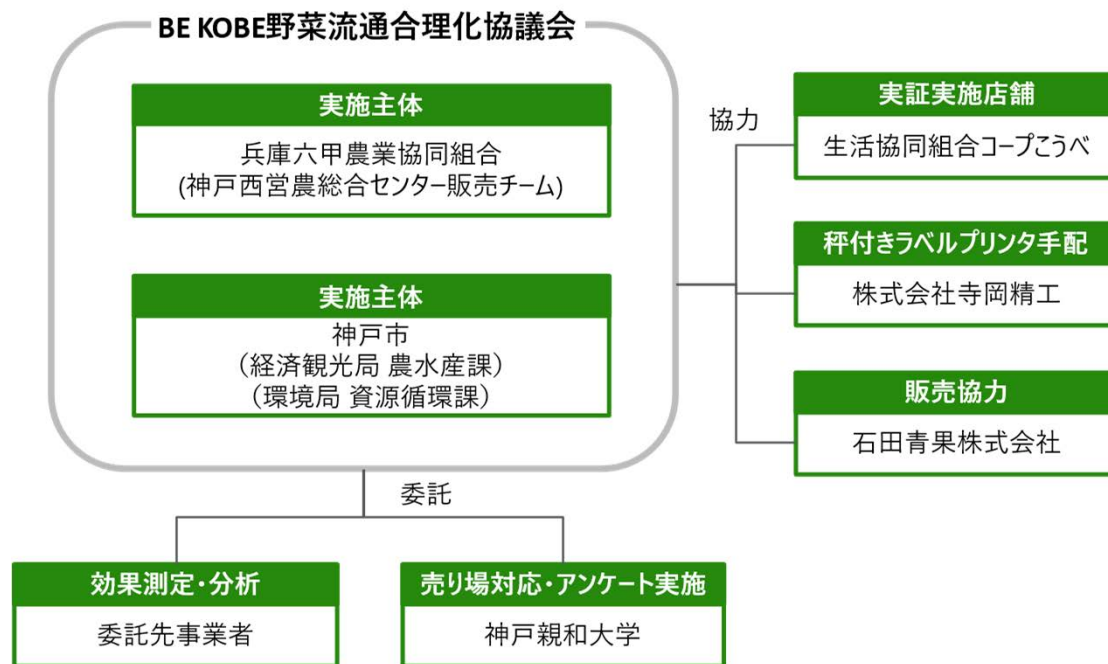 BE KOBE野菜流通合理化協議会
実施主体
兵庫六甲農業協同組合
(神戸西営農総合センター販売チーム)
実施主体
神戸市
（経済観光局 農水産課）
（環境局 資源循環課）
協力
実証実施店舗
生活協同組合コープこうべ
秤付きラベルプリンタ手配
株式会社寺岡精工
販売協力
石田青果株式会社
委託
効果測定・分析
委託先事業者
売り場対応・アンケート実施
神戸親和大学